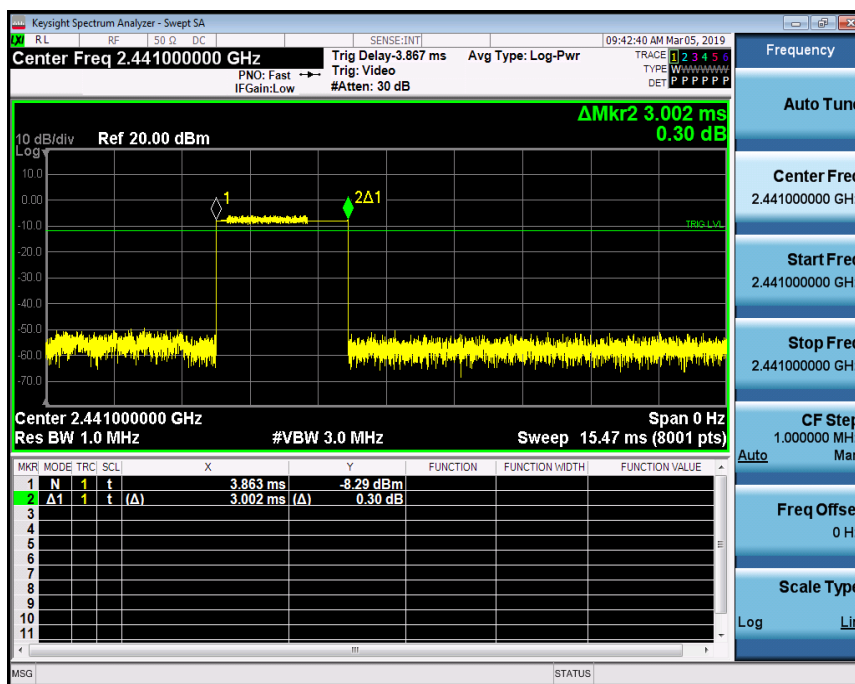 Keysight Spectrum Analyzer - Swept SA
LXI RL RF 50 Ω DC SENSE:INT 09:42:40 AM Mar 05, 2019
Center Freq 2.441000000 GHz
PNO: Fast
IFGain:Low
Trig Delay-3.867 ms
Trig: Video
#Atten: 30 dB
Avg Type: Log-Pwr
TRACE 1 2 3 4 5 6
TYPE WWWWWW
DET P P P P P P
ΔMkr2 3.002 ms
0.30 dB
10 dB/div Ref 20.00 dBm
Log
10.0
0.00
-10.0
-20.0
-30.0
-40.0
-50.0
-60.0
-70.0
1
2Δ1
TRIG LVL
Center 2.441000000 GHz Span 0 Hz
Res BW 1.0 MHz #VBW 3.0 MHz Sweep 15.47 ms (8001 pts)
MKR MODE TRC SCL X Y FUNCTION FUNCTION WIDTH FUNCTION VALUE
1 N 1 t 3.863 ms -8.29 dBm
2 Δ1 1 t (Δ) 3.002 ms (Δ) 0.30 dB
3
4
5
6
7
8
9
10
11
MSG STATUS
Frequency
Auto Tune
Center Freq
2.441000000 GHz
Start Freq
2.441000000 GHz
Stop Freq
2.441000000 GHz
CF Step
1.000000 MHz
Auto Man
Freq Offset
0 Hz
Scale Type
Log Lin